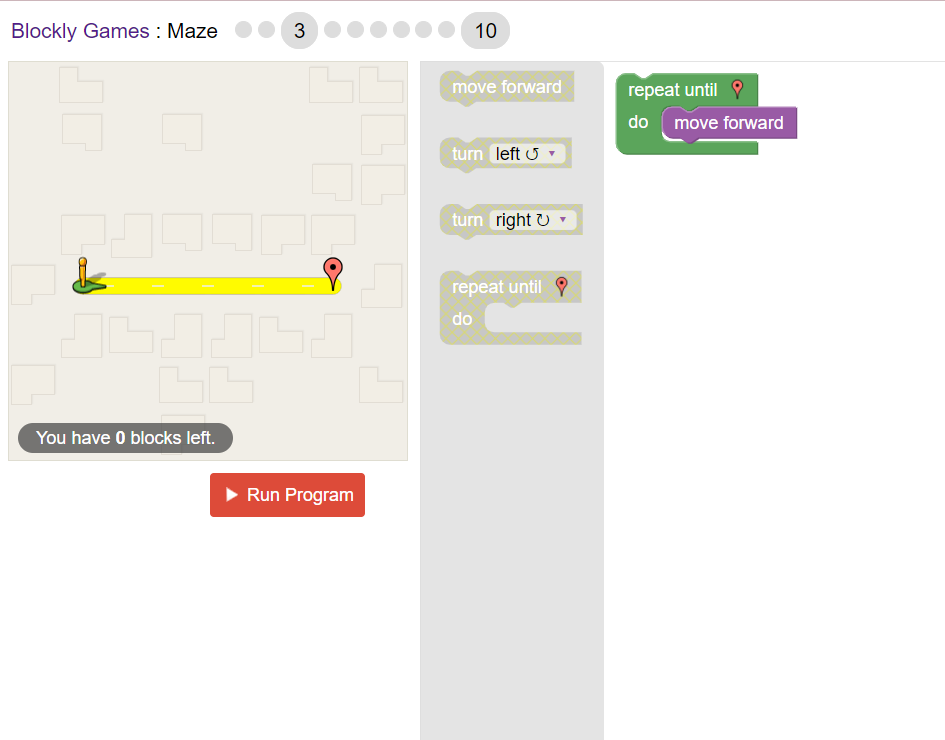 Blockly Games : Maze 3 10
move forward
turn left ↺ ▾
turn right ↻ ▾
repeat until
do
repeat until
do move forward
You have 0 blocks left.
Run Program